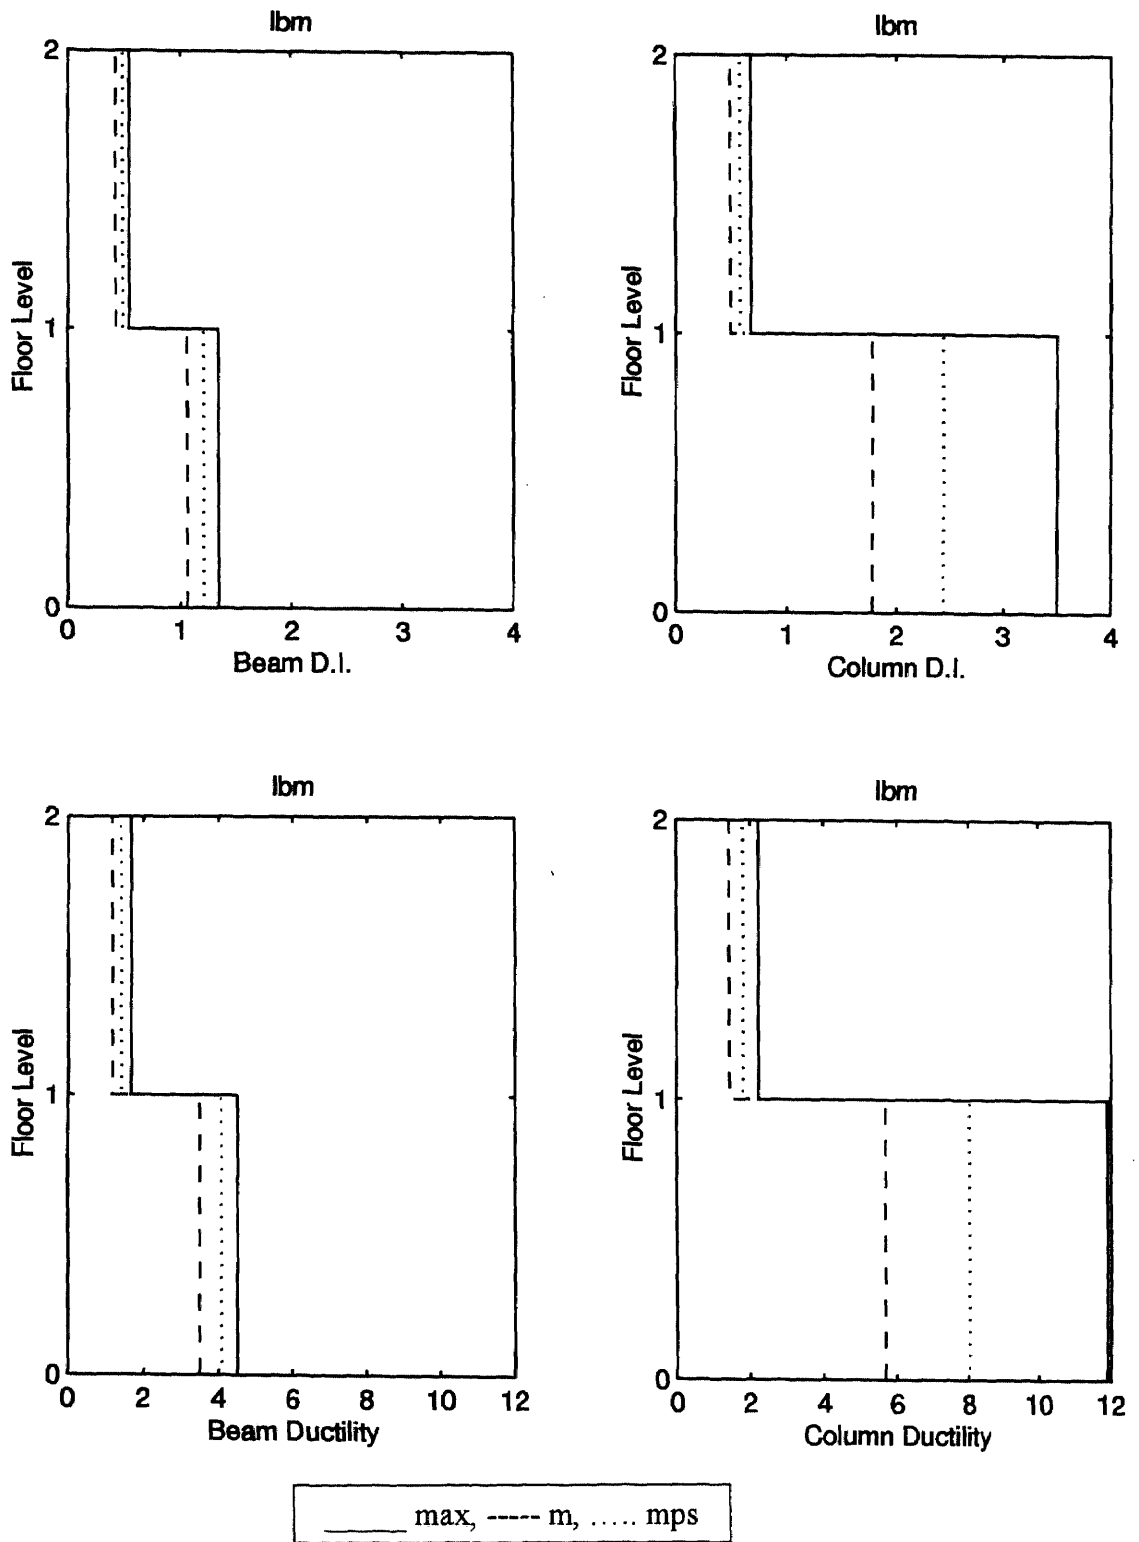 lbm
2
1
0
Floor Level
0 1 2 3 4
Beam D.I.
lbm
2
1
0
Floor Level
0 1 2 3 4
Column D.I.
lbm
2
1
0
Floor Level
0 2 4 6 8 10 12
Beam Ductility
lbm
2
1
0
Floor Level
0 2 4 6 8 10 12
Column Ductility
_____ max, ----- m, ..... mps